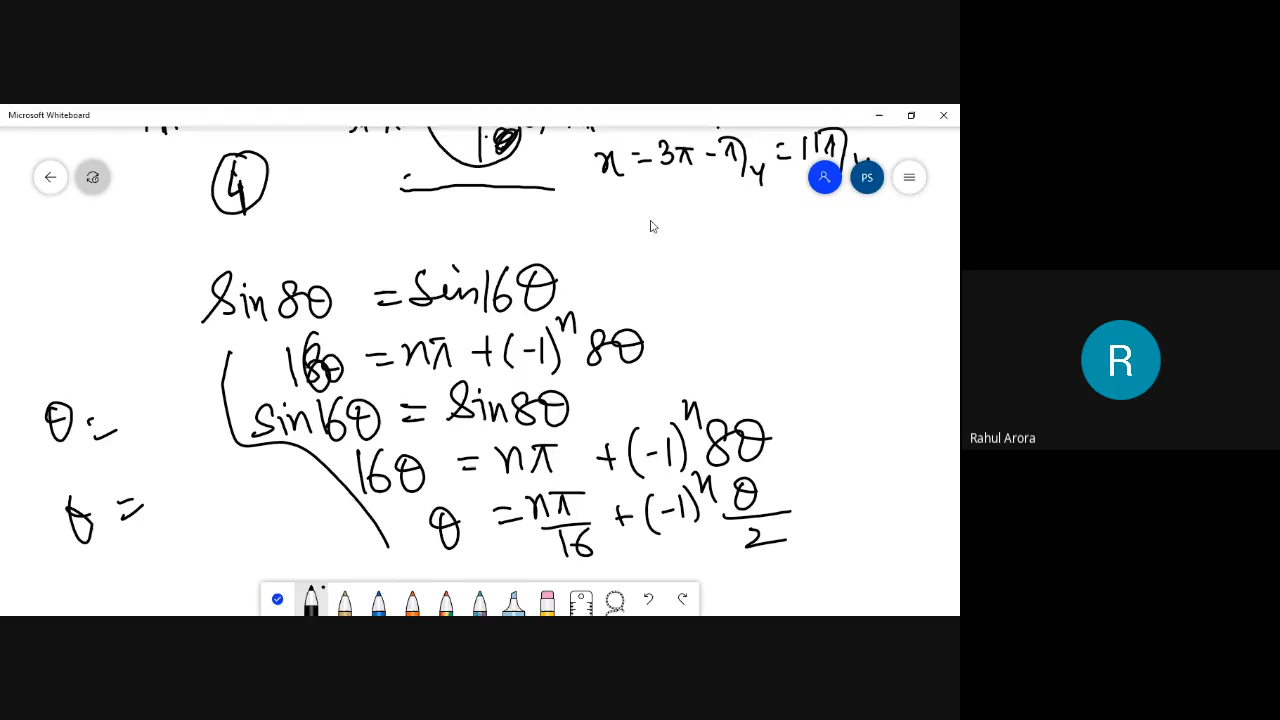 Microsoft Whiteboard
x = 3π - π/4 = 11π/4
4
PS
sin 8θ = sin 16θ
16θ = nπ + (-1)^n 8θ
sin 16θ = sin 8θ
θ =
16θ = nπ + (-1)^n 8θ
θ =
θ = nπ/16 + (-1)^n θ/2
R
Rahul Arora